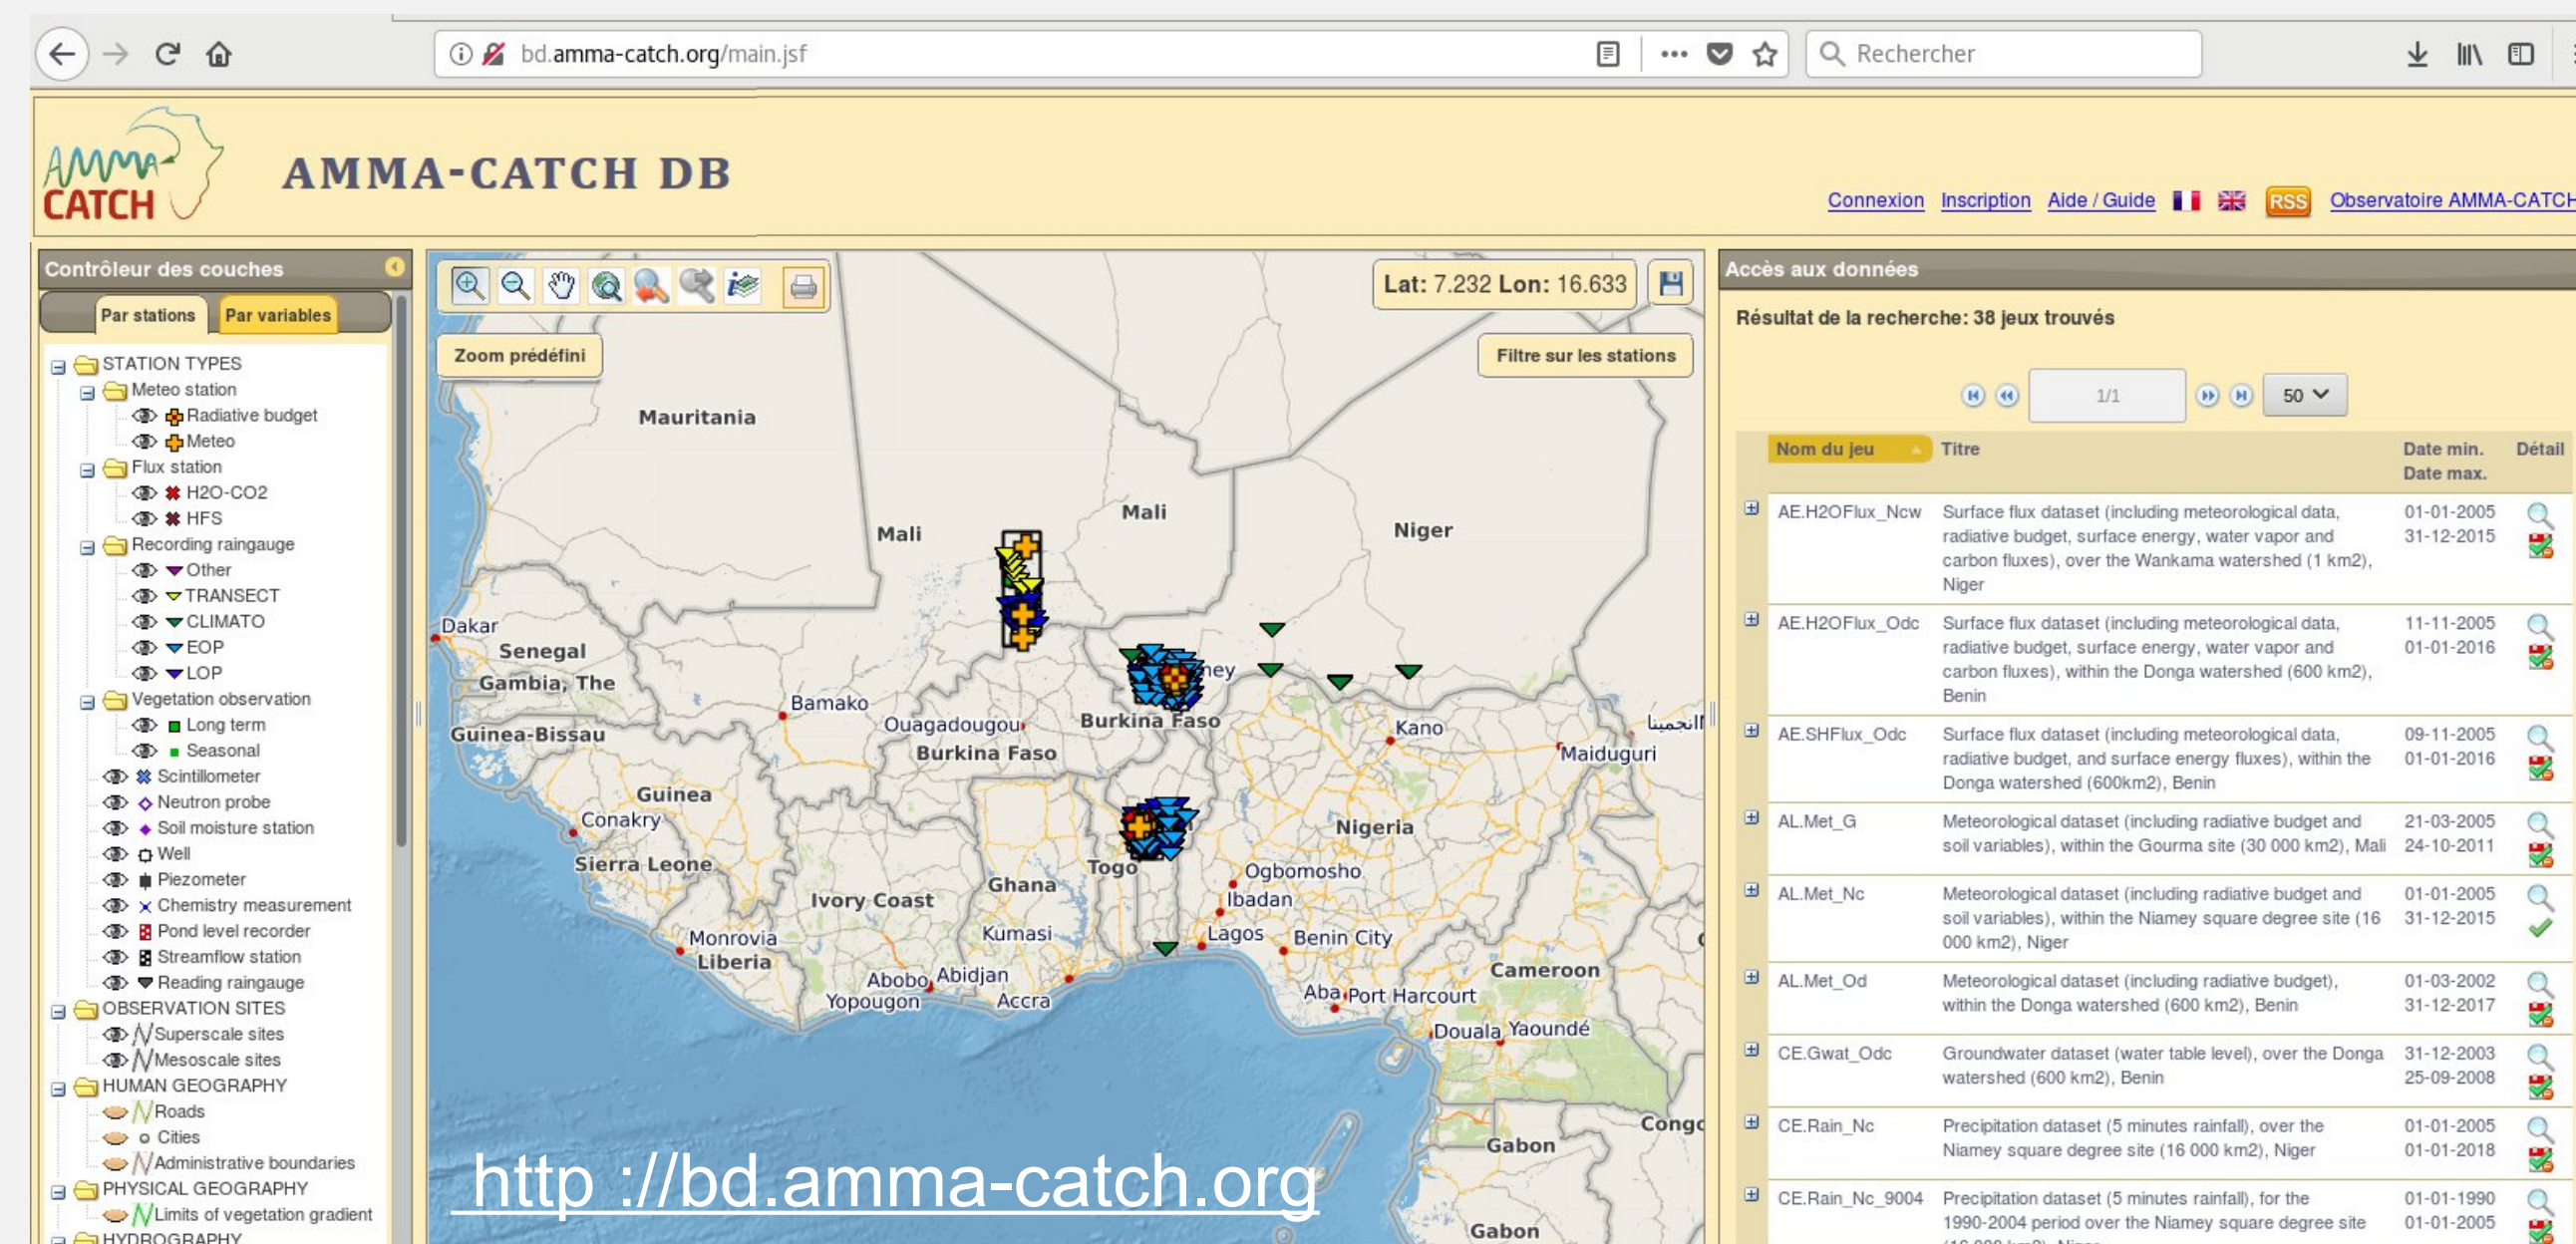 bd.amma-catch.org/main.jsf
Rechercher
AMMA
CATCH
AMMA-CATCH DB
Connexion Inscription Aide / Guide RSS Observatoire AMMA-CATCH
Contrôleur des couches
Par stations Par variables
STATION TYPES
Meteo station
Radiative budget
Meteo
Flux station
H2O-CO2
HFS
Recording raingauge
Other
TRANSECT
CLIMATO
EOP
LOP
Vegetation observation
Long term
Seasonal
Scintillometer
Neutron probe
Soil moisture station
Well
Piezometer
Chemistry measurement
Pond level recorder
Streamflow station
Reading raingauge
OBSERVATION SITES
Superscale sites
Mesoscale sites
HUMAN GEOGRAPHY
Roads
Cities
Administrative boundaries
PHYSICAL GEOGRAPHY
Limits of vegetation gradient
HYDROGRAPHY
Lat: 7.232 Lon: 16.633
Zoom prédéfini
Filtre sur les stations
Mauritania
Mali
Mali
Niger
Dakar
Senegal
Gambia, The
Bamako
Ouagadougou
Burkina Faso
Burkina Faso
Kano
انجمينا
Guinea-Bissau
Maiduguri
Guinea
Conakry
Nigeria
Sierra Leone
Togo
Ghana
Ogbomosho
Ivory Coast
Ibadan
Kumasi
Lagos
Benin City
Monrovia
Liberia
Abobo
Abidjan
Yopougon
Accra
Cameroon
Aba
Port Harcourt
Douala
Yaoundé
Congo
Gabon
Gabon
http ://bd.amma-catch.org
Accès aux données
Résultat de la recherche: 38 jeux trouvés
1/1
50
Nom du jeu Titre Date min. Détail
Date max.
AE.H2OFlux_Ncw Surface flux dataset (including meteorological data, 01-01-2005
radiative budget, surface energy, water vapor and 31-12-2015
carbon fluxes), over the Wankama watershed (1 km2),
Niger
AE.H2OFlux_Odc Surface flux dataset (including meteorological data, 11-11-2005
radiative budget, surface energy, water vapor and 01-01-2016
carbon fluxes), within the Donga watershed (600 km2),
Benin
AE.SHFlux_Odc Surface flux dataset (including meteorological data, 09-11-2005
radiative budget, and surface energy fluxes), within the 01-01-2016
Donga watershed (600km2), Benin
AL.Met_G Meteorological dataset (including radiative budget and 21-03-2005
soil variables), within the Gourma site (30 000 km2), Mali 24-10-2011
AL.Met_Nc Meteorological dataset (including radiative budget and 01-01-2005
soil variables), within the Niamey square degree site (16 31-12-2015
000 km2), Niger
AL.Met_Od Meteorological dataset (including radiative budget), 01-03-2002
within the Donga watershed (600 km2), Benin 31-12-2017
CE.Gwat_Odc Groundwater dataset (water table level), over the Donga 31-12-2003
watershed (600 km2), Benin 25-09-2008
CE.Rain_Nc Precipitation dataset (5 minutes rainfall), over the 01-01-2005
Niamey square degree site (16 000 km2), Niger 01-01-2018
CE.Rain_Nc_9004 Precipitation dataset (5 minutes rainfall), for the 01-01-1990
1990-2004 period over the Niamey square degree site 01-01-2005